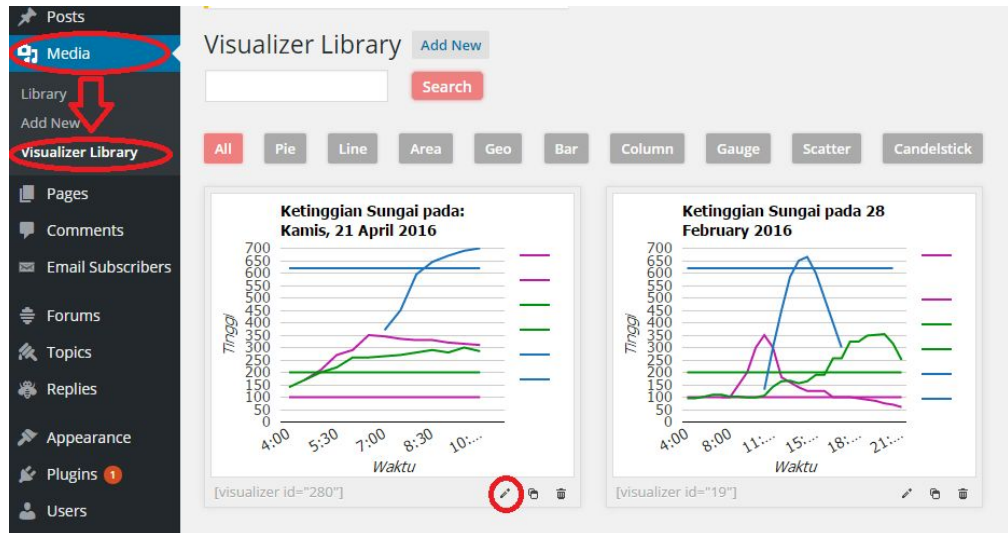 Posts
Media
Library
Add New
Visualizer Library
Pages
Comments
Email Subscribers
Forums
Topics
Replies
Appearance
Plugins 1
Users
Visualizer Library Add New
Search
All Pie Line Area Geo Bar Column Gauge Scatter Candelstick
Ketinggian Sungai pada:
Kamis, 21 April 2016
700
650
600
550
500
450
400
350
300
250
200
150
100
50
0
Tinggi
4:00 5:30 7:00 8:30 10:...
Waktu
[visualizer id="280"]
Ketinggian Sungai pada 28
February 2016
700
650
600
550
500
450
400
350
300
250
200
150
100
50
0
Tinggi
4:00 8:00 11:... 15:... 18:... 21:...
Waktu
[visualizer id="19"]